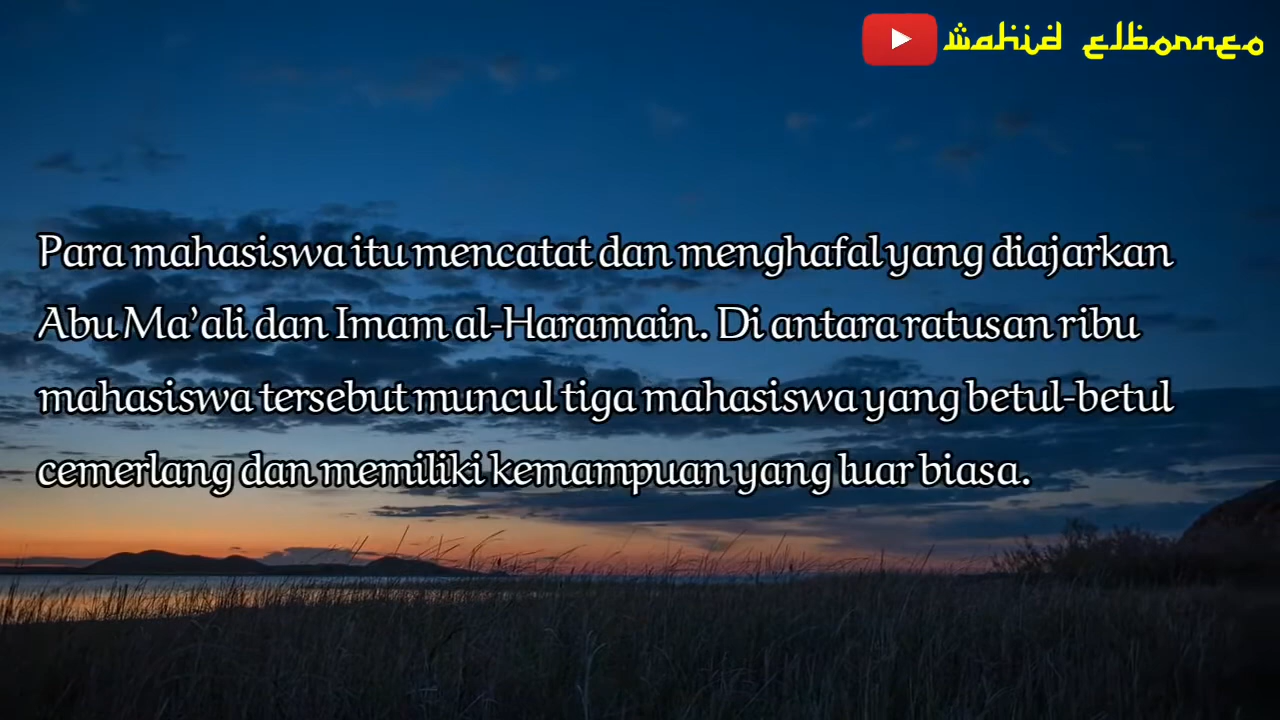 Wahid elborneo
Para mahasiswa itu mencatat dan menghafal yang diajarkan
Abu Ma’ali dan Imam al-Haramain. Di antara ratusan ribu
mahasiswa tersebut muncul tiga mahasiswa yang betul-betul
cemerlang dan memiliki kemampuan yang luar biasa.